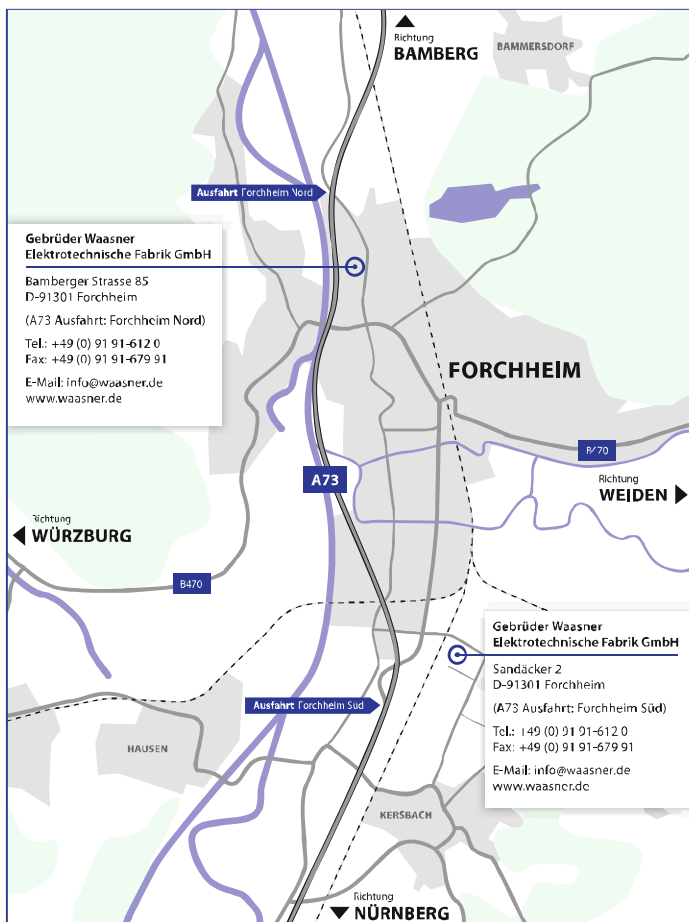 Richtung
BAMBERG
BAMMERSDORF
Ausfahrt Forchheim Nord
Gebrüder Waasner
Elektrotechnische Fabrik GmbH
Bamberger Strasse 85
D-91301 Forchheim
(A73 Ausfahrt: Forchheim Nord)
Tel.: +49 (0) 91 91-612 0
Fax: +49 (0) 91 91-679 91
E-Mail: info@waasner.de
www.waasner.de
FORCHHEIM
B470
A73
Richtung
WEIDEN
Richtung
WÜRZBURG
B470
Gebrüder Waasner
Elektrotechnische Fabrik GmbH
Sandäcker 2
D-91301 Forchheim
(A73 Ausfahrt: Forchheim Süd)
Tel.: +49 (0) 91 91-612 0
Fax: +49 (0) 91 91-679 91
E-Mail: info@waasner.de
www.waasner.de
Ausfahrt Forchheim Süd
HAUSEN
KERSBACH
Richtung
NÜRNBERG